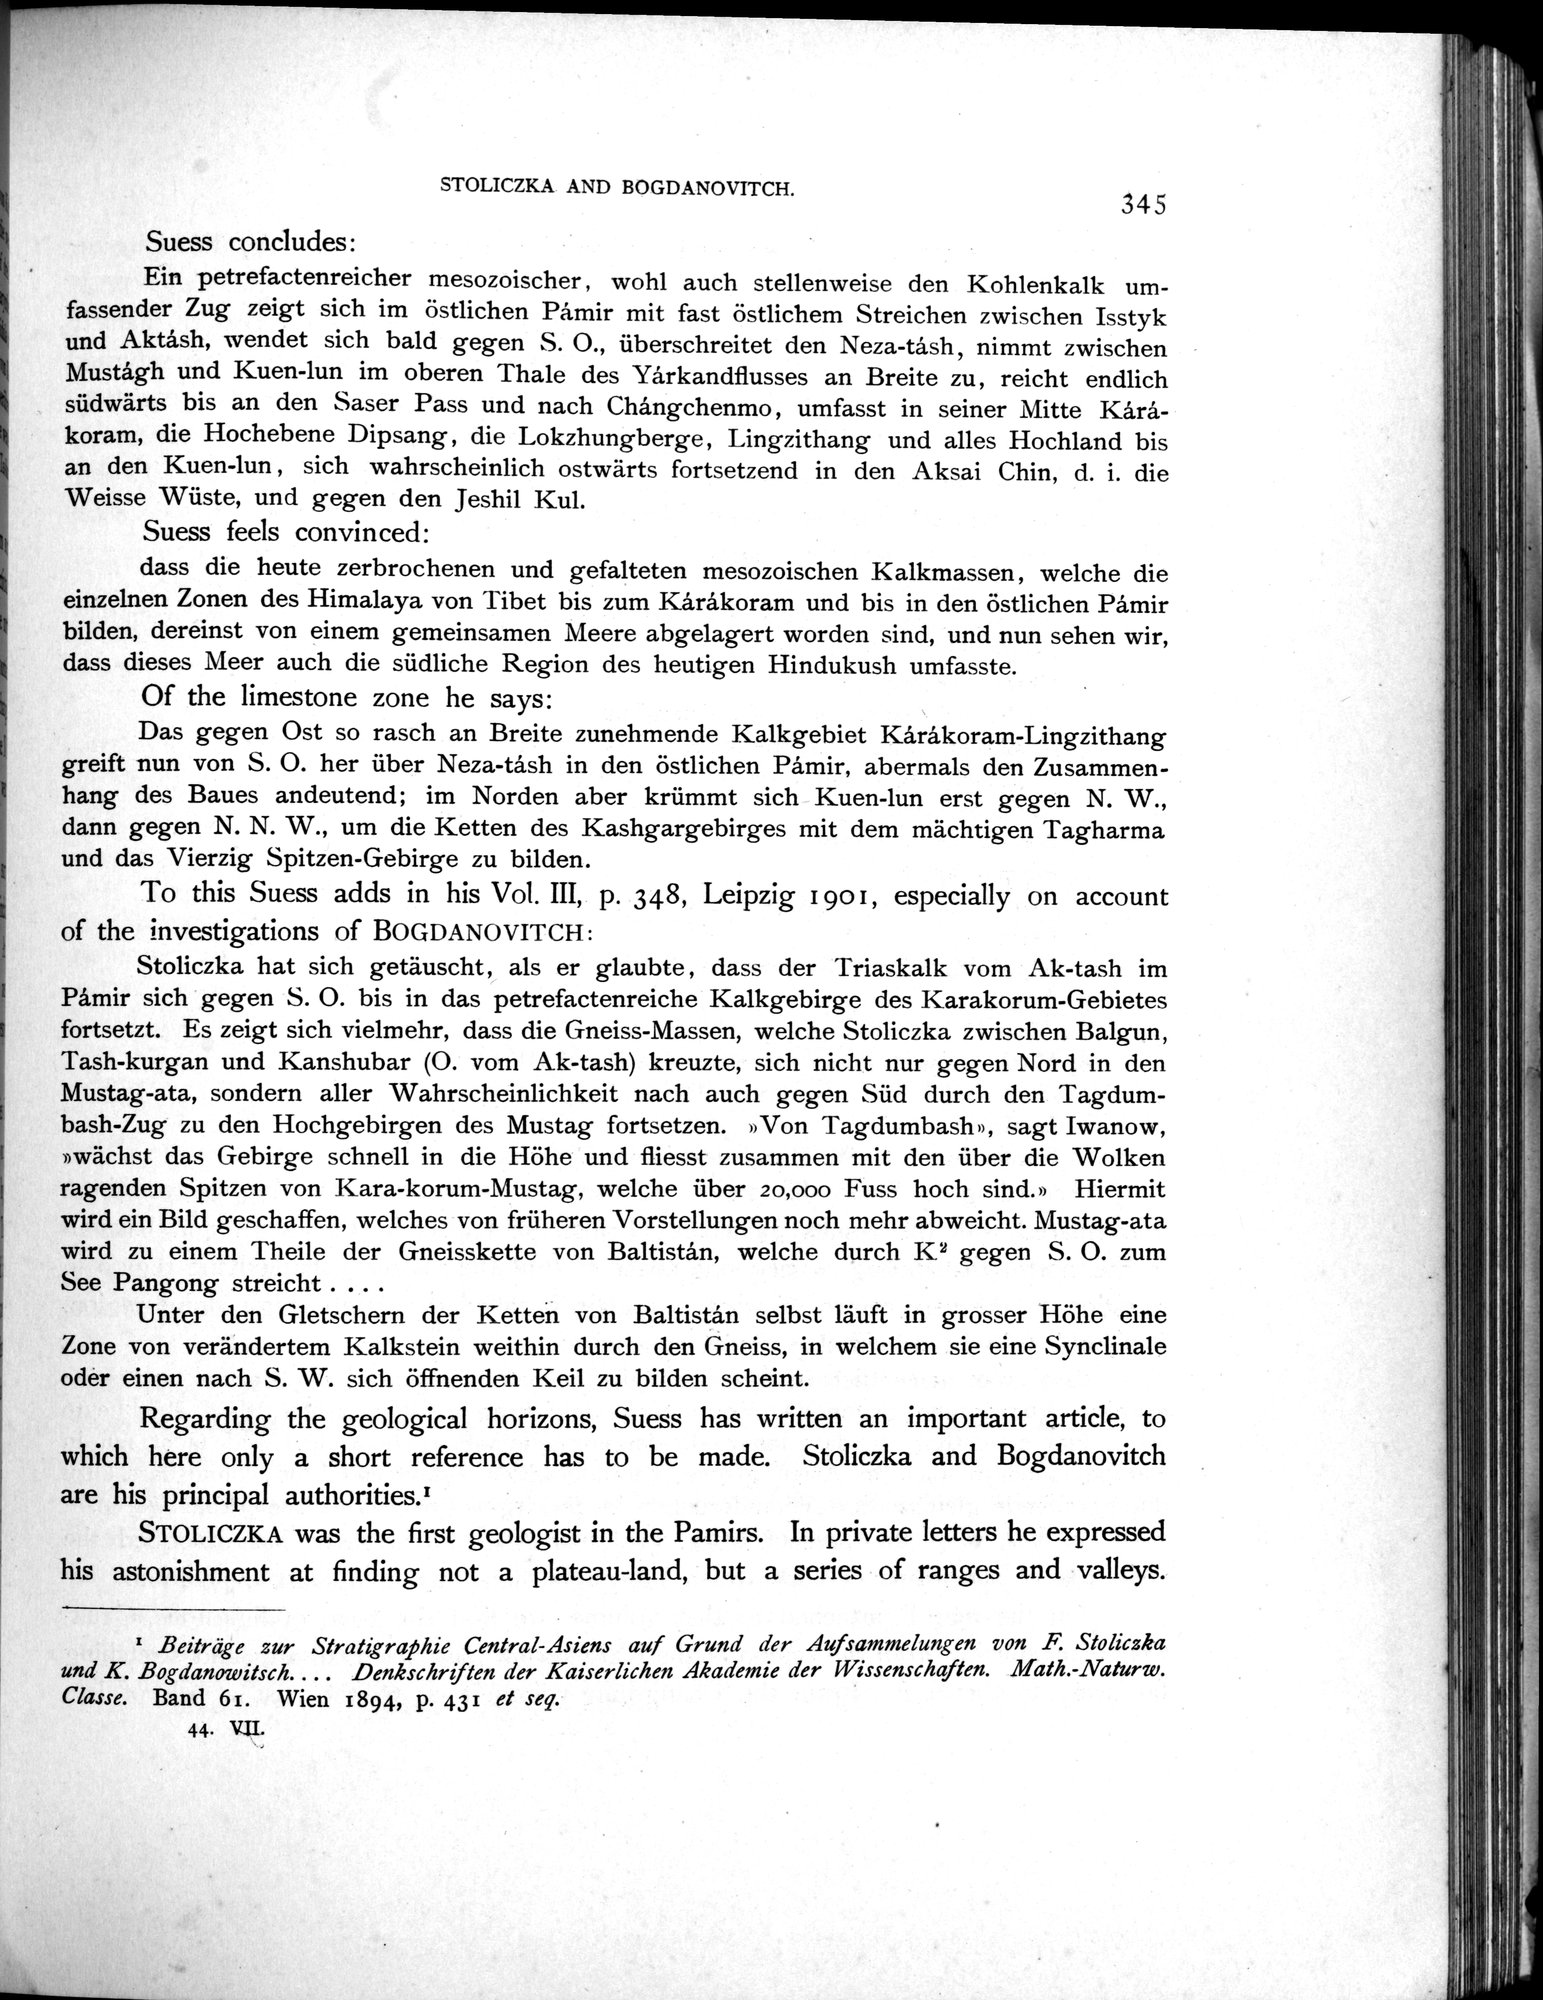 STOLICZKA AND BOGDANOVITCH.
345
Suess concludes:
Ein petrefactenreicher mesozoischer, wohl auch stellenweise den Kohlenkalk um-
fassender Zug zeigt sich im östlichen Pámir mit fast östlichem Streichen zwischen Isstyk
und Aktásh, wendet sich bald gegen S. O., überschreitet den Neza-tásh, nimmt zwischen
Mustágh und Kuen-lun im oberen Thale des Yárkandflusses an Breite zu, reicht endlich
südwärts bis an den Saser Pass und nach Chángchenmo, umfasst in seiner Mitte Kárá-
koram, die Hochebene Dipsang, die Lokzhungberge, Lingzithang und alles Hochland bis
an den Kuen-lun, sich wahrscheinlich ostwärts fortsetzend in den Aksai Chin, d. i. die
Weisse Wüste, und gegen den Jeshil Kul.
Suess feels convinced:
dass die heute zerbrochenen und gefalteten mesozoischen Kalkmassen, welche die
einzelnen Zonen des Himalaya von Tibet bis zum Kárákoram und bis in den östlichen Pámir
bilden, dereinst von einem gemeinsamen Meere abgelagert worden sind, und nun sehen wir,
dass dieses Meer auch die südliche Region des heutigen Hindukush umfasste.
Of the limestone zone he says:
Das gegen Ost so rasch an Breite zunehmende Kalkgebiet Kárákoram-Lingzithang
greift nun von S. O. her über Neza-tásh in den östlichen Pámir, abermals den Zusammen-
hang des Baues andeutend; im Norden aber krümmt sich Kuen-lun erst gegen N. W.,
dann gegen N. N. W., um die Ketten des Kashgargebirges mit dem mächtigen Tagharma
und das Vierzig Spitzen-Gebirge zu bilden.
To this Suess adds in his Vol. III, p. 348, Leipzig 1901, especially on account
of the investigations of BOGDANOVITCH:
Stoliczka hat sich getäuscht, als er glaubte, dass der Triaskalk vom Ak-tash im
Pámir sich gegen S. O. bis in das petrefactenreiche Kalkgebirge des Karakorum-Gebietes
fortsetzt. Es zeigt sich vielmehr, dass die Gneiss-Massen, welche Stoliczka zwischen Balgun,
Tash-kurgan und Kanshubar (O. vom Ak-tash) kreuzte, sich nicht nur gegen Nord in den
Mustag-ata, sondern aller Wahrscheinlichkeit nach auch gegen Süd durch den Tagdum-
bash-Zug zu den Hochgebirgen des Mustag fortsetzen. »Von Tagdumbash», sagt Iwanow,
»wächst das Gebirge schnell in die Höhe und fliesst zusammen mit den über die Wolken
ragenden Spitzen von Kara-korum-Mustag, welche über 20,000 Fuss hoch sind.» Hiermit
wird ein Bild geschaffen, welches von früheren Vorstellungen noch mehr abweicht. Mustag-ata
wird zu einem Theile der Gneisskette von Baltistán, welche durch K² gegen S. O. zum
See Pangong streicht . . . .
Unter den Gletschern der Ketten von Baltistán selbst läuft in grosser Höhe eine
Zone von verändertem Kalkstein weithin durch den Gneiss, in welchem sie eine Synclinale
oder einen nach S. W. sich öffnenden Keil zu bilden scheint.
Regarding the geological horizons, Suess has written an important article, to
which here only a short reference has to be made. Stoliczka and Bogdanovitch
are his principal authorities.¹
STOLICZKA was the first geologist in the Pamirs. In private letters he expressed
his astonishment at finding not a plateau-land, but a series of ranges and valleys.
¹ Beiträge zur Stratigraphie Central-Asiens auf Grund der Aufsammelungen von F. Stoliczka
und K. Bogdanowitsch. . . . Denkschriften der Kaiserlichen Akademie der Wissenschaften. Math.-Naturw.
Classe. Band 61. Wien 1894, p. 431 et seq.
44. VII.